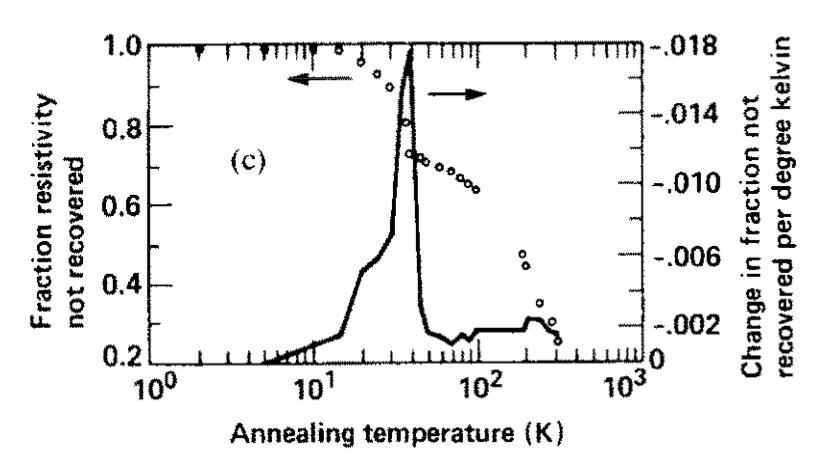 1.0
0.8
0.6
0.4
0.2
Fraction resistivity
not recovered
(c)
-.018
-.014
-.010
-.006
-.002
0
Change in fraction not
recovered per degree kelvin
10⁰
10¹
10²
10³
Annealing temperature (K)